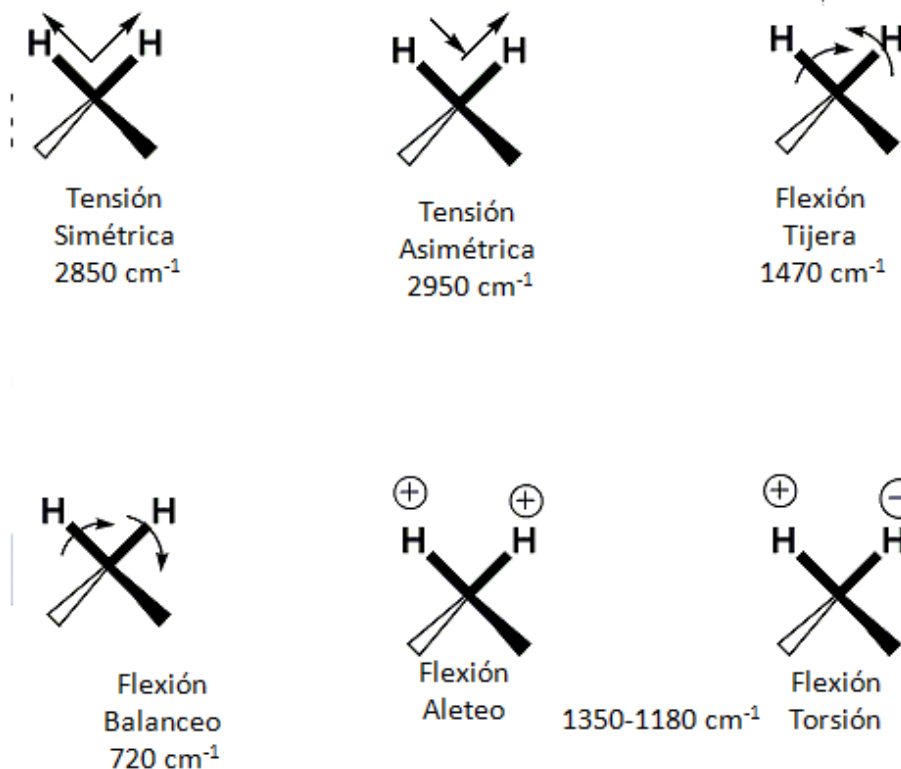 H H
H H
H H
Tensión
Simétrica
2850 cm⁻¹
Tensión
Asimétrica
2950 cm⁻¹
Flexión
Tijera
1470 cm⁻¹
H H
+ +
H H
+ −
H H
Flexión
Balanceo
720 cm⁻¹
Flexión
Aleteo
1350-1180 cm⁻¹
Flexión
Torsión